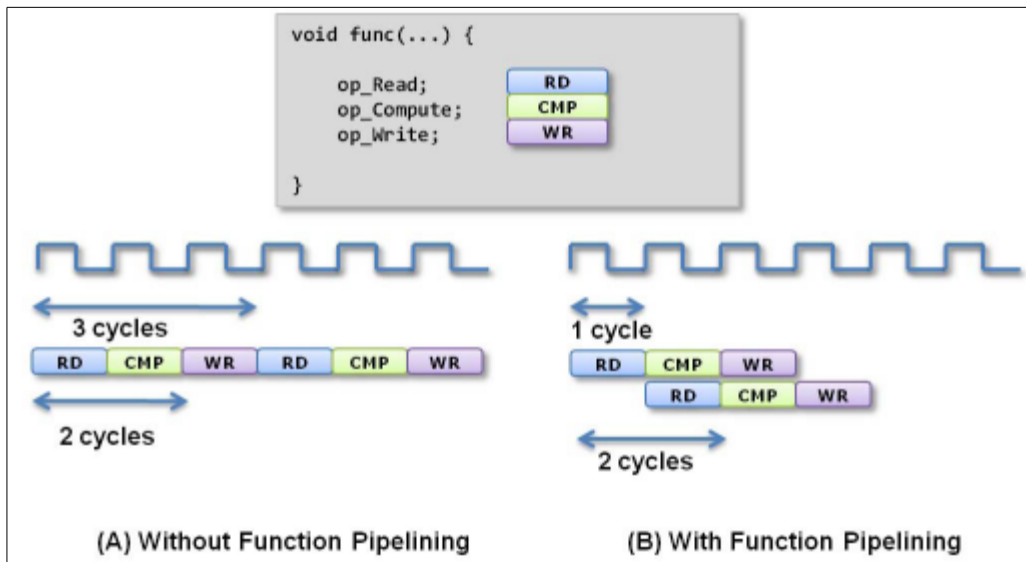 void func(...) {
op_Read; RD
op_Compute; CMP
op_Write; WR
}
3 cycles
RD CMP WR RD CMP WR
2 cycles
(A) Without Function Pipelining
1 cycle
RD CMP WR
RD CMP WR
2 cycles
(B) With Function Pipelining